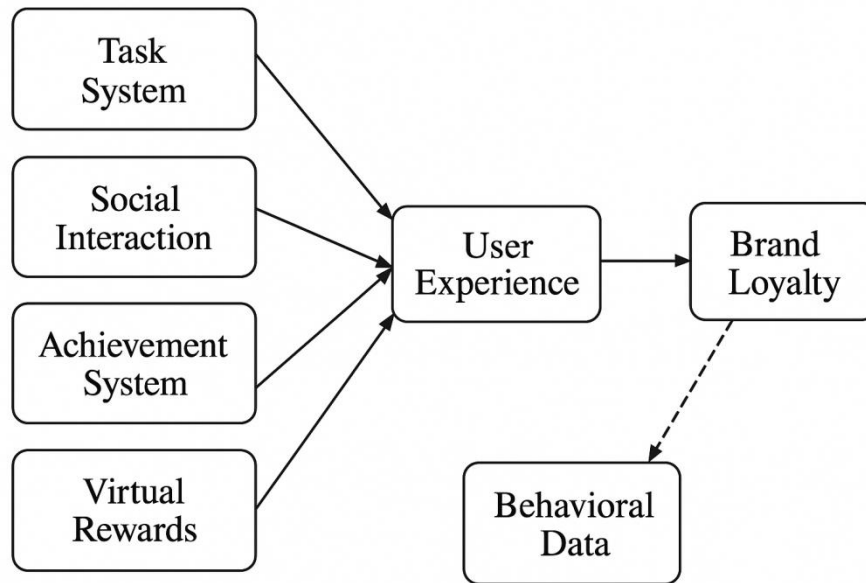 Task
System
Social
Interaction
Achievement
System
Virtual
Rewards
User
Experience
Brand
Loyalty
Behavioral
Data